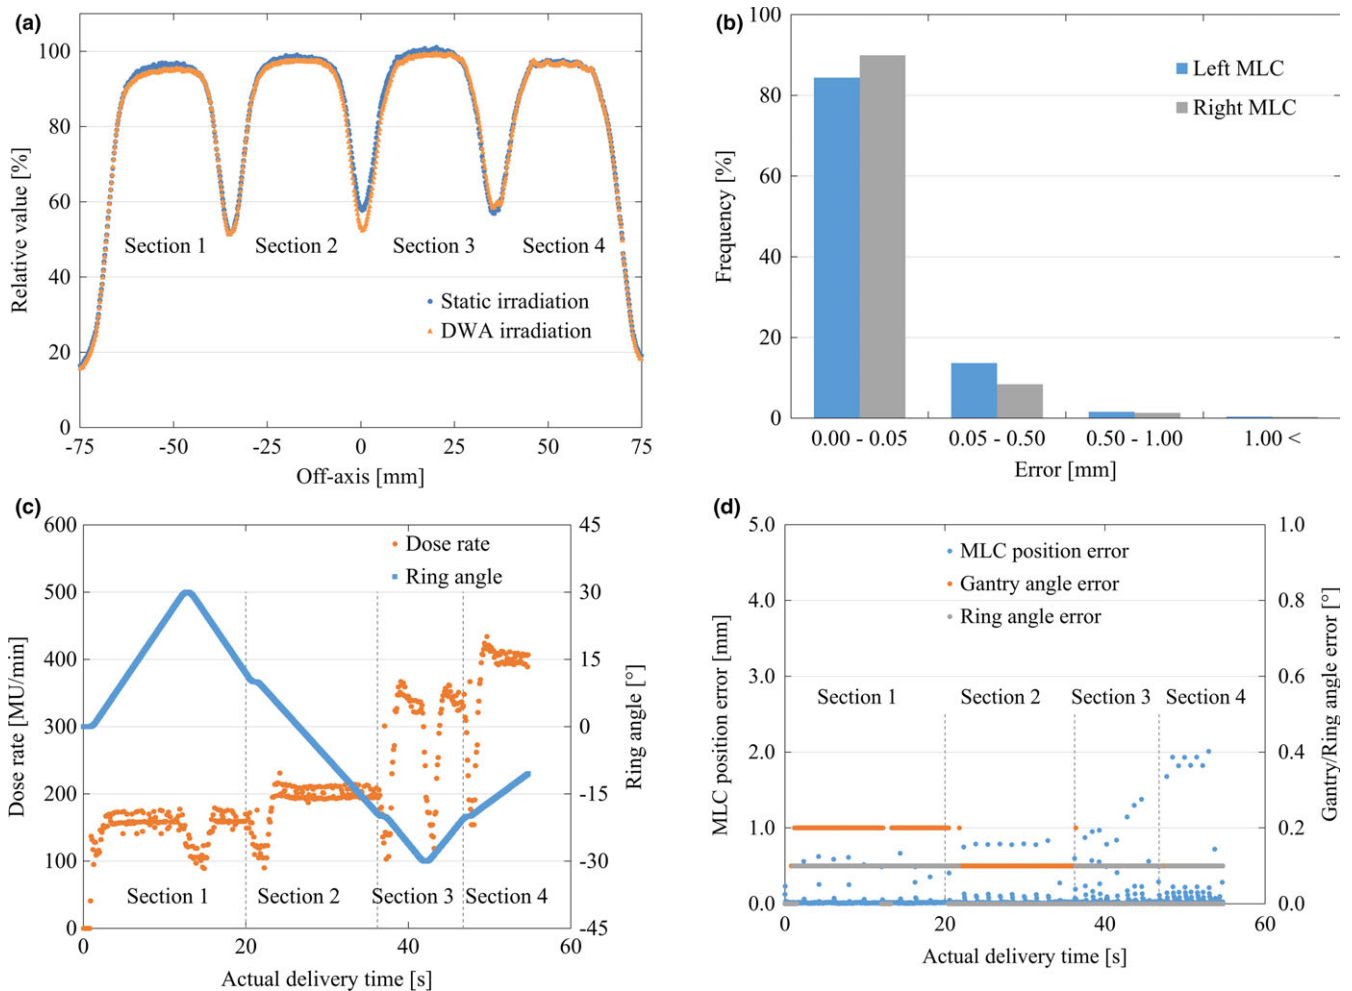 (a)
100
80
60
40
20
0
Relative value [%]
Section 1 Section 2 Section 3 Section 4
Static irradiation
DWA irradiation
-75 -50 -25 0 25 50 75
Off-axis [mm]
(b)
100
80
60
40
20
0
Frequency [%]
Left MLC
Right MLC
0.00 - 0.05 0.05 - 0.50 0.50 - 1.00 1.00 <
Error [mm]
(c)
600
500
400
300
200
100
0
Dose rate [MU/min]
Dose rate
Ring angle
45
30
15
0
-15
-30
-45
Ring angle [°]
Section 1 Section 2 Section 3 Section 4
0 20 40 60
Actual delivery time [s]
(d)
5.0
4.0
3.0
2.0
1.0
0.0
MLC position error [mm]
MLC position error
Gantry angle error
Ring angle error
Section 1 Section 2 Section 3 Section 4
1.0
0.8
0.6
0.4
0.2
0.0
Gantry/Ring angle error [°]
0 20 40 60
Actual delivery time [s]